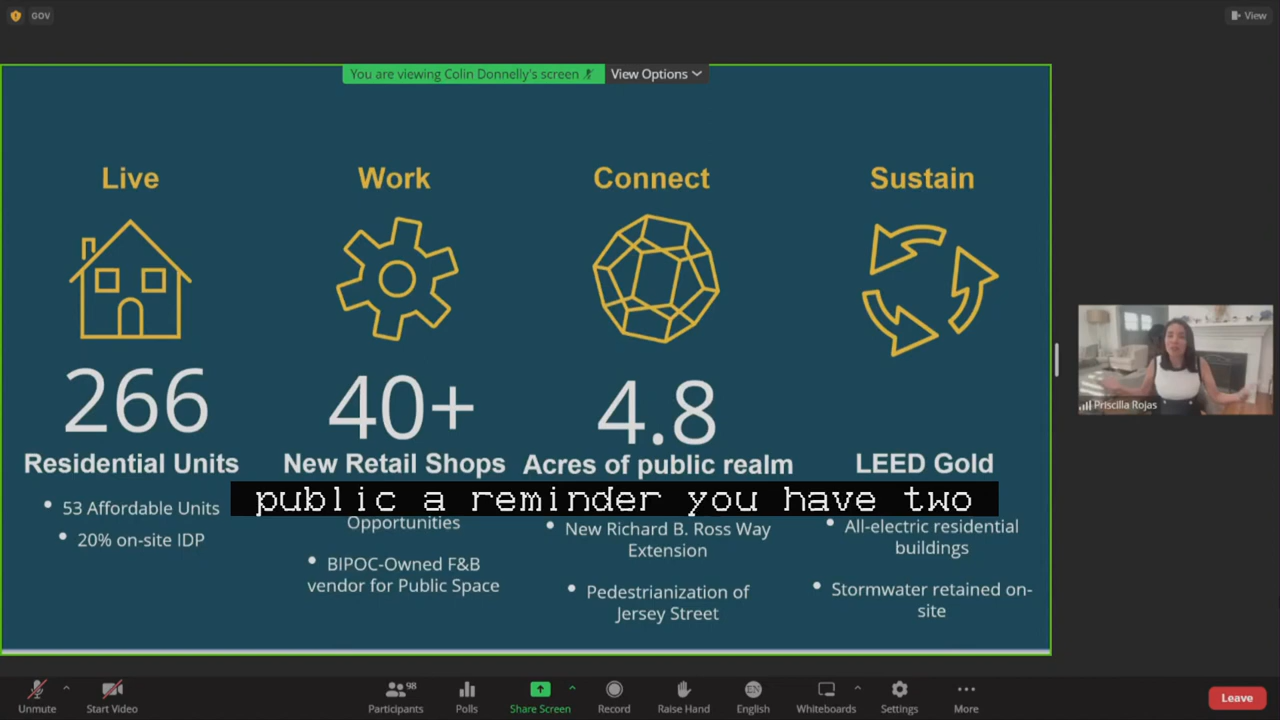 GOV
View
You are viewing Colin Donnelly's screen
View Options
Live
Work
Connect
Sustain
266
40+
4.8
Residential Units
New Retail Shops
Acres of public realm
LEED Gold
53 Affordable Units
20% on-site IDP
Opportunities
BIPOC-Owned F&B
vendor for Public Space
New Richard B. Ross Way
Extension
Pedestrianization of
Jersey Street
All-electric residential
buildings
Stormwater retained on-
site
public a reminder you have two
Priscilla Rojas
Unmute
Start Video
98
Participants
Polls
Share Screen
Record
Raise Hand
EN
English
Whiteboards
Settings
More
Leave